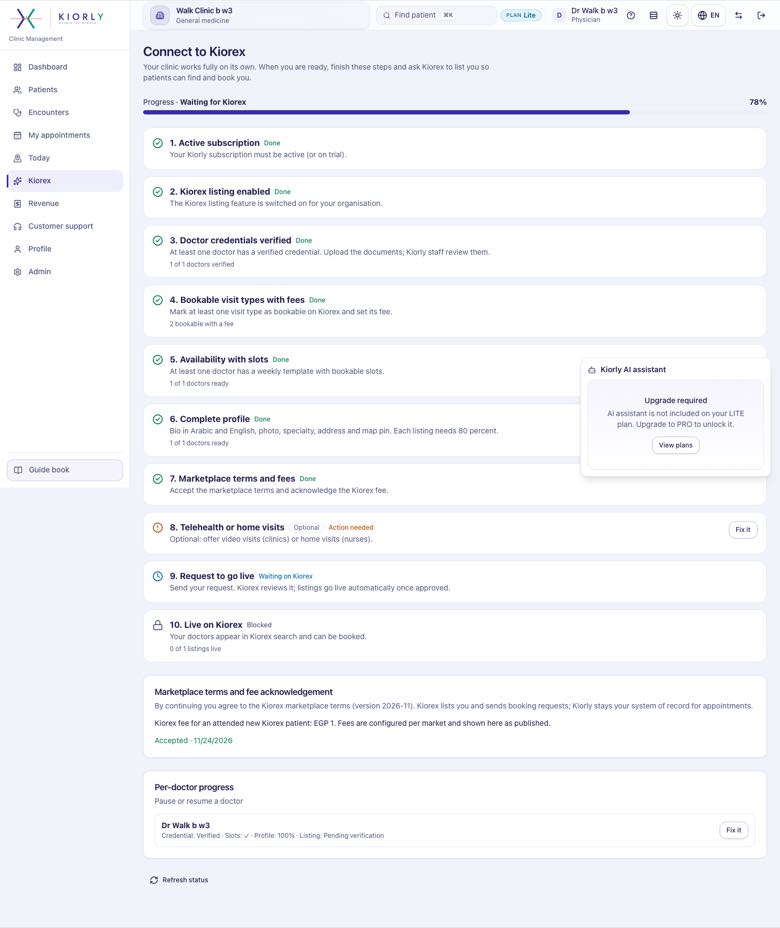 KIORLY
Clinic Management
Dashboard
Patients
Encounters
My appointments
Today
Kiorex
Revenue
Customer support
Profile
Admin
Guide book
Walk Clinic b w3
General medicine
Find patient ⌘K
PLAN Lite
D
Dr Walk b w3
Physician
EN
Connect to Kiorex
Your clinic works fully on its own. When you are ready, finish these steps and ask Kiorex to list you so
patients can find and book you.
Progress · Waiting for Kiorex
78%
1. Active subscription Done
Your Kiorly subscription must be active (or on trial).
2. Kiorex listing enabled Done
The Kiorex listing feature is switched on for your organisation.
3. Doctor credentials verified Done
At least one doctor has a verified credential. Upload the documents; Kiorly staff review them.
1 of 1 doctors verified
4. Bookable visit types with fees Done
Mark at least one visit type as bookable on Kiorex and set its fee.
2 bookable with a fee
5. Availability with slots Done
At least one doctor has a weekly template with bookable slots.
1 of 1 doctors ready
6. Complete profile Done
Bio in Arabic and English, photo, specialty, address and map pin. Each listing needs 80 percent.
1 of 1 doctors ready
7. Marketplace terms and fees Done
Accept the marketplace terms and acknowledge the Kiorex fee.
Kiorly AI assistant
Upgrade required
AI assistant is not included on your LITE
plan. Upgrade to PRO to unlock it.
View plans
8. Telehealth or home visits Optional Action needed
Optional: offer video visits (clinics) or home visits (nurses).
Fix it
9. Request to go live Waiting on Kiorex
Send your request. Kiorex reviews it; listings go live automatically once approved.
10. Live on Kiorex Blocked
Your doctors appear in Kiorex search and can be booked.
0 of 1 listings live
Marketplace terms and fee acknowledgement
By continuing you agree to the Kiorex marketplace terms (version 2026-11). Kiorex lists you and sends booking requests; Kiorly stays your system of record for appointments.
Kiorex fee for an attended new Kiorex patient: EGP 1. Fees are configured per market and shown here as published.
Accepted · 11/24/2026
Per-doctor progress
Pause or resume a doctor
Dr Walk b w3
Credential: Verified · Slots: ✓ · Profile: 100% · Listing: Pending verification
Fix it
Refresh status